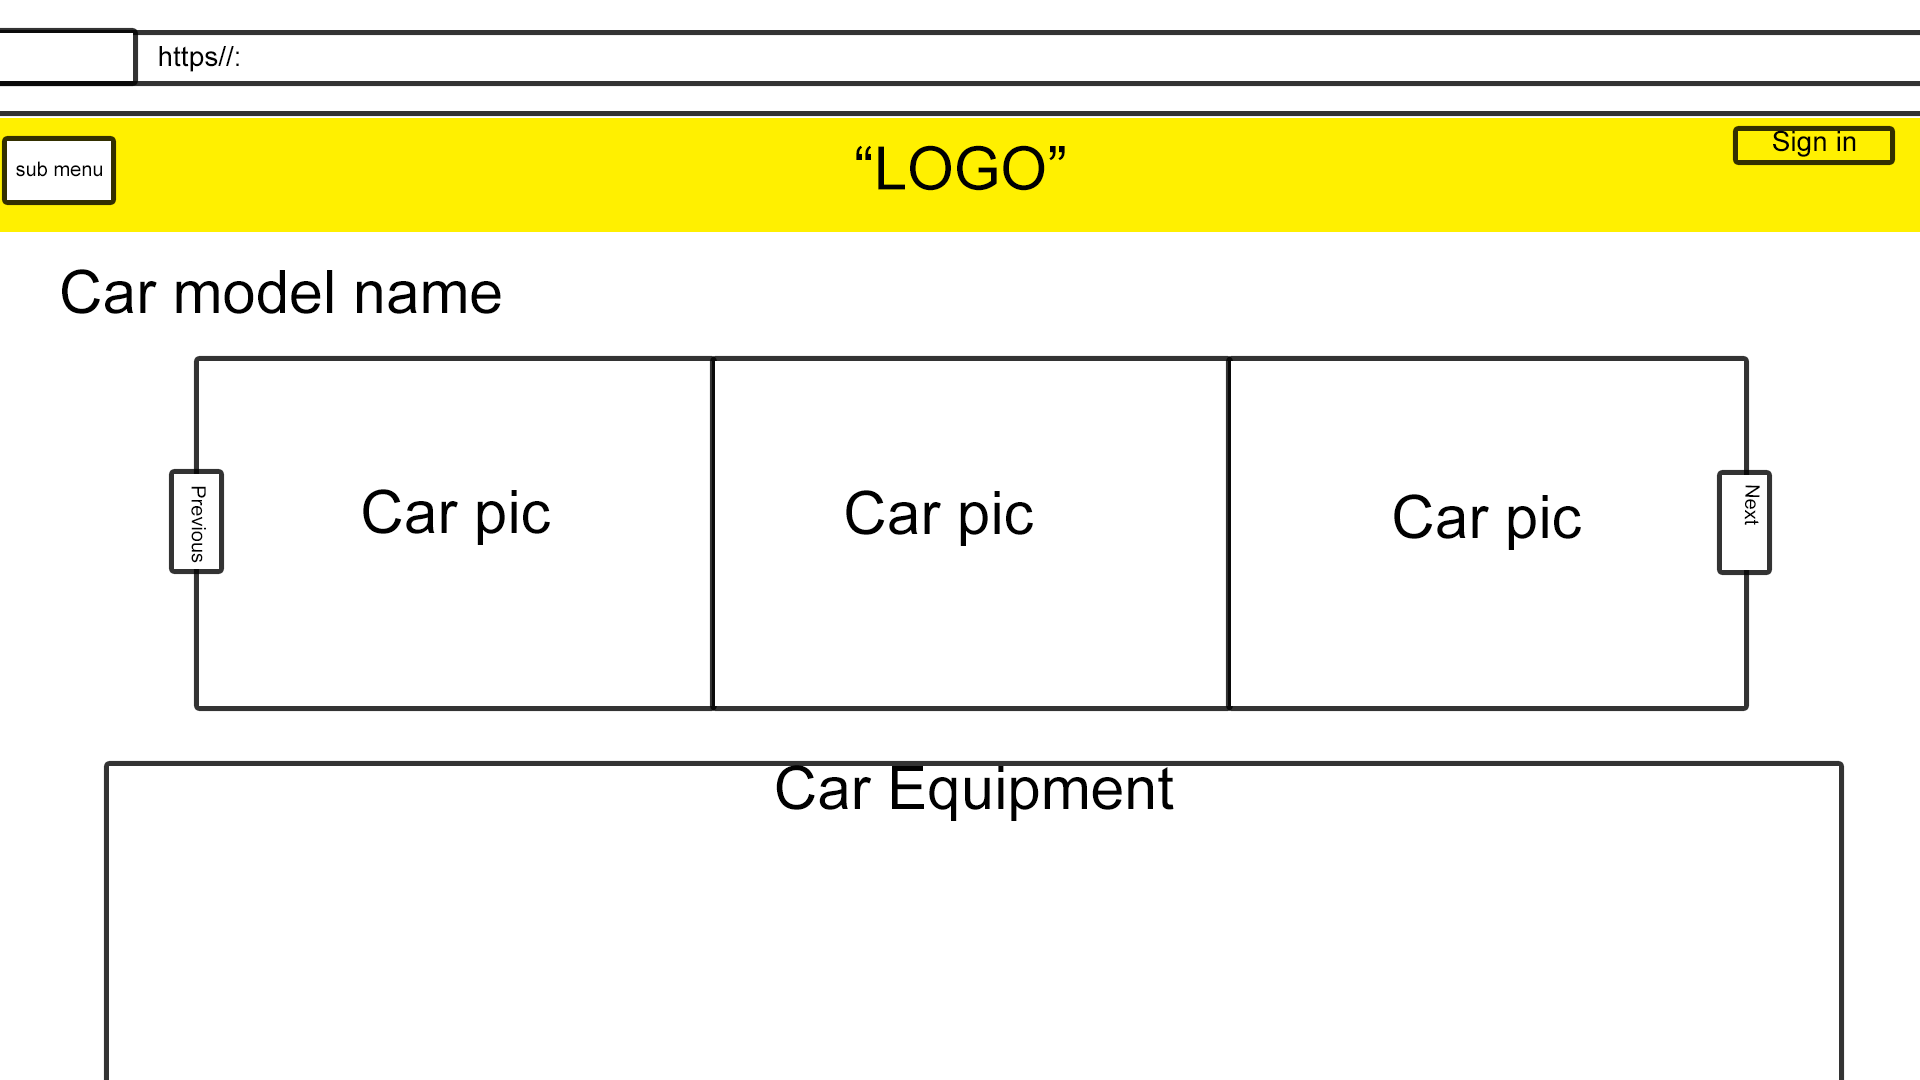 https//:
sub menu
“LOGO”
Sign in
Car model name
Previous
Car pic
Car pic
Car pic
Next
Car Equipment